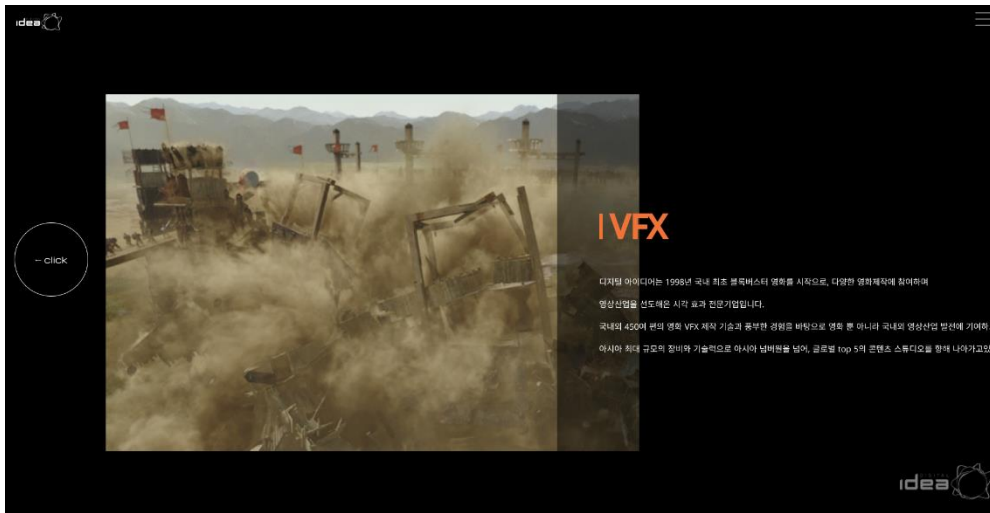 idea
VFX
← click
디지털 아이디어는 1998년 국내 최초 블록버스터 영화를 시작으로, 다양한 영화제작에 참여하며
영상산업을 선도해온 시각 효과 전문기업입니다.
국내외 450여 편의 영화 VFX 제작 기술과 풍부한 경험을 바탕으로 영화 뿐 아니라 국내외 영상산업 발전에 기여하
아시아 최대 규모의 장비와 기술력으로 아시아 넘버원을 넘어, 글로벌 top 5의 콘텐츠 스튜디오를 향해 나아가고있
idea